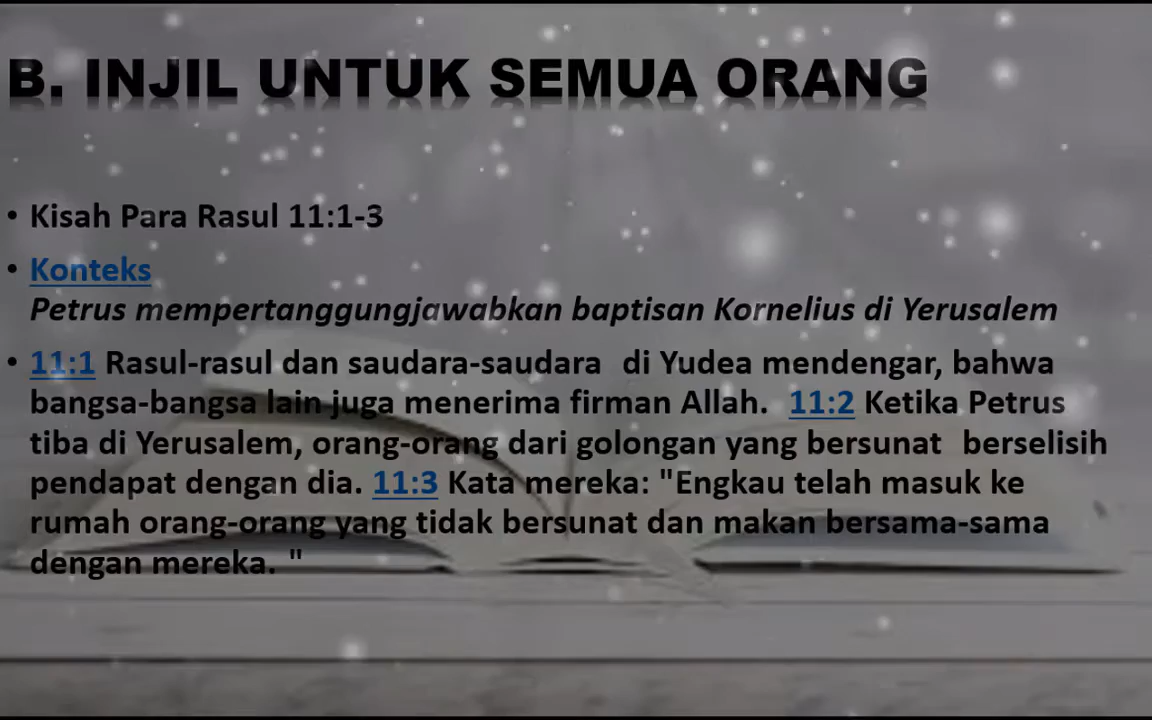 B. INJIL UNTUK SEMUA ORANG
• Kisah Para Rasul 11:1-3
• Konteks
Petrus mempertanggungjawabkan baptisan Kornelius di Yerusalem
• 11:1 Rasul-rasul dan saudara-saudara di Yudea mendengar, bahwa
bangsa-bangsa lain juga menerima firman Allah. 11:2 Ketika Petrus
tiba di Yerusalem, orang-orang dari golongan yang bersunat berselisih
pendapat dengan dia. 11:3 Kata mereka: "Engkau telah masuk ke
rumah orang-orang yang tidak bersunat dan makan bersama-sama
dengan mereka. "